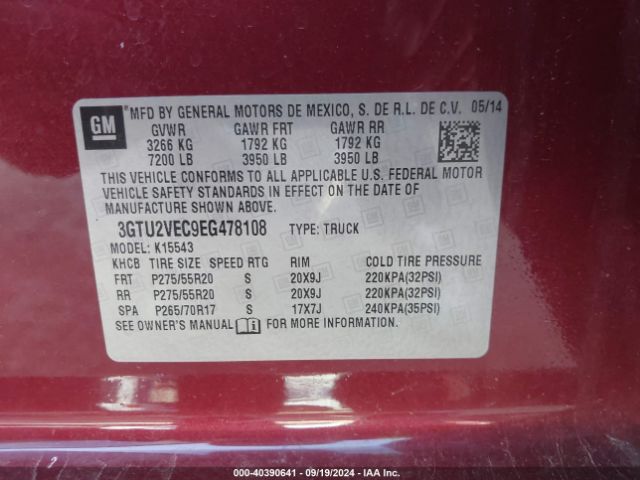 GM
*MFD BY GENERAL MOTORS DE MEXICO, S. DE R.L. DE C.V. 05/14
GVWR GAWR FRT GAWR RR
3266 KG 1792 KG 1792 KG
7200 LB 3950 LB 3950 LB
THIS VEHICLE CONFORMS TO ALL APPLICABLE U.S. FEDERAL MOTOR
VEHICLE SAFETY STANDARDS IN EFFECT ON THE DATE OF
MANUFACTURE SHOWN ABOVE.
3GTU2VEC9EG478108 TYPE: TRUCK
MODEL: K15543
KHCB TIRE SIZE SPEED RTG RIM COLD TIRE PRESSURE
FRT P275/55R20 S 20X9J 220KPA(32PSI)
RR P275/55R20 S 20X9J 220KPA(32PSI)
SPA P265/70R17 S 17X7J 240KPA(35PSI)
SEE OWNER'S MANUAL FOR MORE INFORMATION.
000-40390641 - 09/19/2024 - IAA Inc.